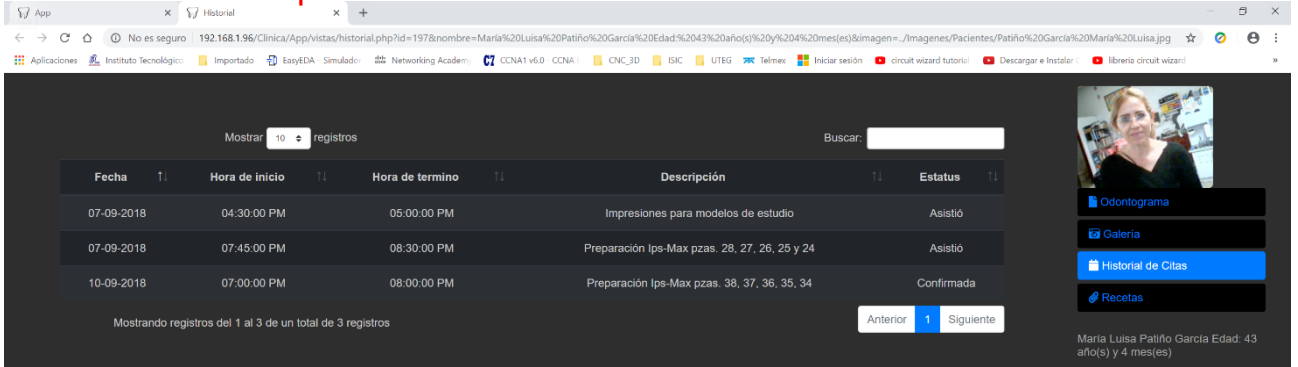 App
Historial
No es seguro 192.168.1.96/Clinica/App/vistas/historial.php?id=197&nombre=María%20Luisa%20Patiño%20García%20Edad:%2043%20año(s)%20y%204%20mes(es)&imagen=../Imagenes/Pacientes/Patiño%20García%20María%20Luisa.jpg
Aplicaciones Instituto Tecnológico Importado EasyEDA - Simulador Networking Academy CCNA1 v6.0 - CCNA CNC_3D ISIC UTEG Telmex Iniciar sesión circuit wizard tutorial Descargar e Instalar libreria circuit wizard »
Mostrar 10 registros Buscar:
Fecha Hora de inicio Hora de termino Descripción Estatus
07-09-2018 04:30:00 PM 05:00:00 PM Impresiones para modelos de estudio Asistió
07-09-2018 07:45:00 PM 08:30:00 PM Preparación Ips-Max pzas. 28, 27, 26, 25 y 24 Asistió
10-09-2018 07:00:00 PM 08:00:00 PM Preparación Ips-Max pzas. 38, 37, 36, 35, 34 Confirmada
Mostrando registros del 1 al 3 de un total de 3 registros Anterior 1 Siguiente
Odontograma
Galería
Historial de Citas
Recetas
María Luisa Patiño García Edad: 43
año(s) y 4 mes(es)